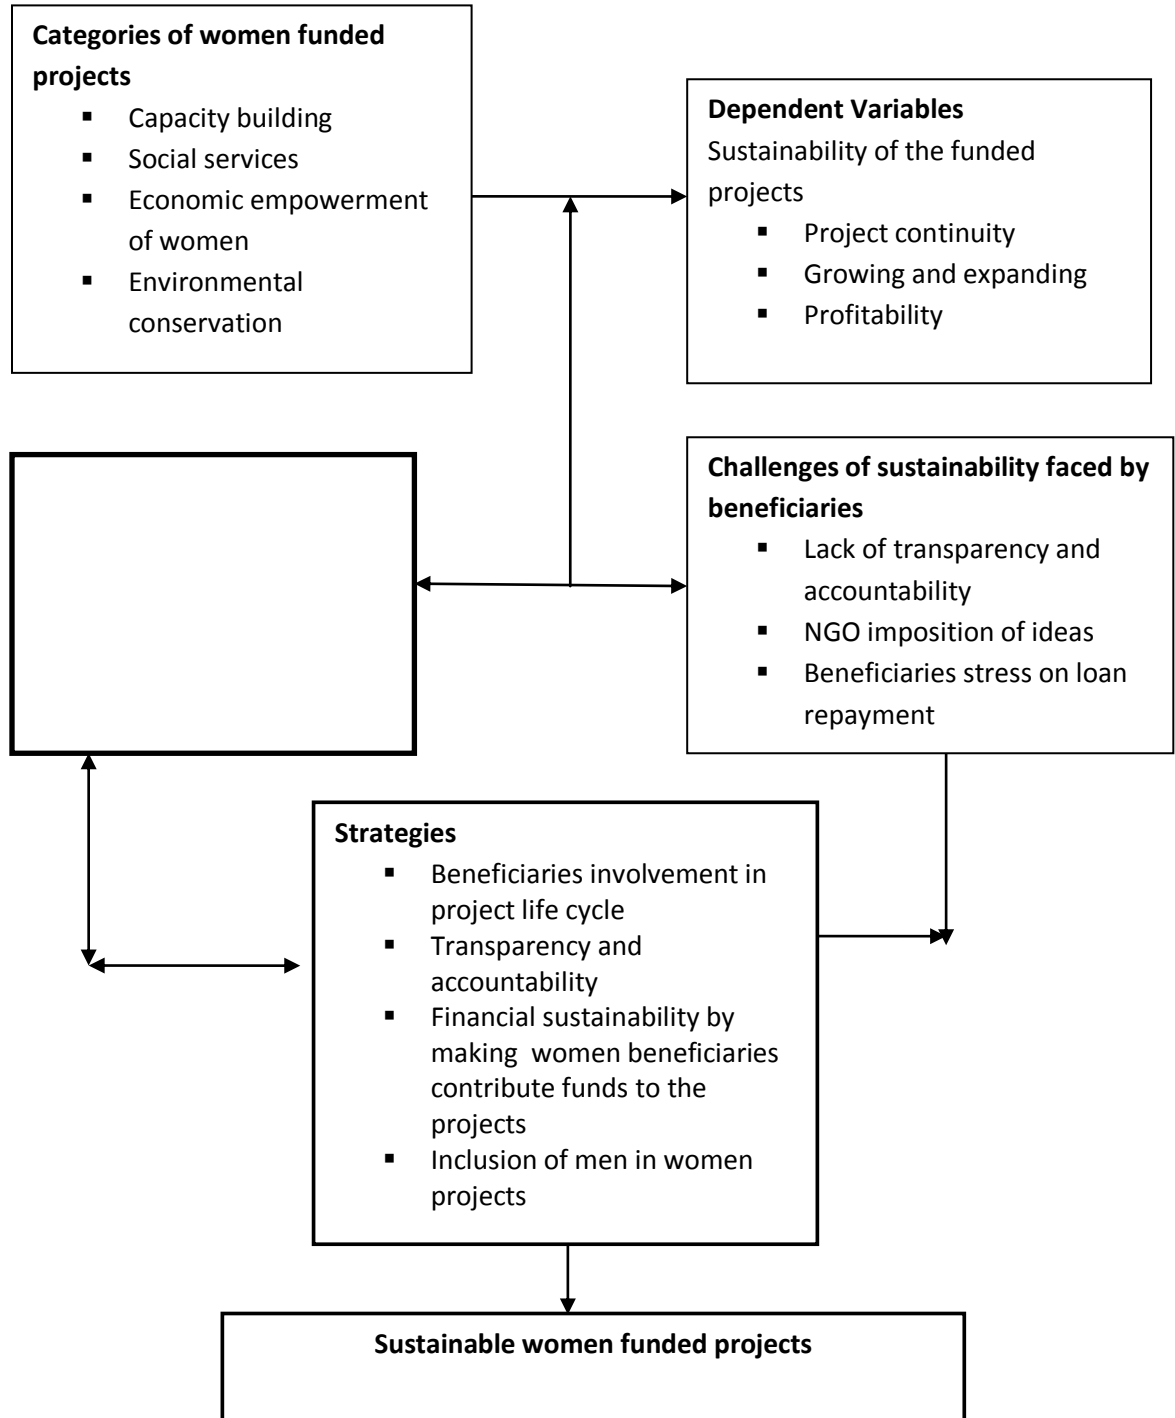 Categories of women funded
projects
▪ Capacity building
▪ Social services
▪ Economic empowerment
of women
▪ Environmental
conservation
Dependent Variables
Sustainability of the funded
projects
▪ Project continuity
▪ Growing and expanding
▪ Profitability
Challenges of sustainability faced by
beneficiaries
▪ Lack of transparency and
accountability
▪ NGO imposition of ideas
▪ Beneficiaries stress on loan
repayment
Strategies
▪ Beneficiaries involvement in
project life cycle
▪ Transparency and
accountability
▪ Financial sustainability by
making women beneficiaries
contribute funds to the
projects
▪ Inclusion of men in women
projects
Sustainable women funded projects